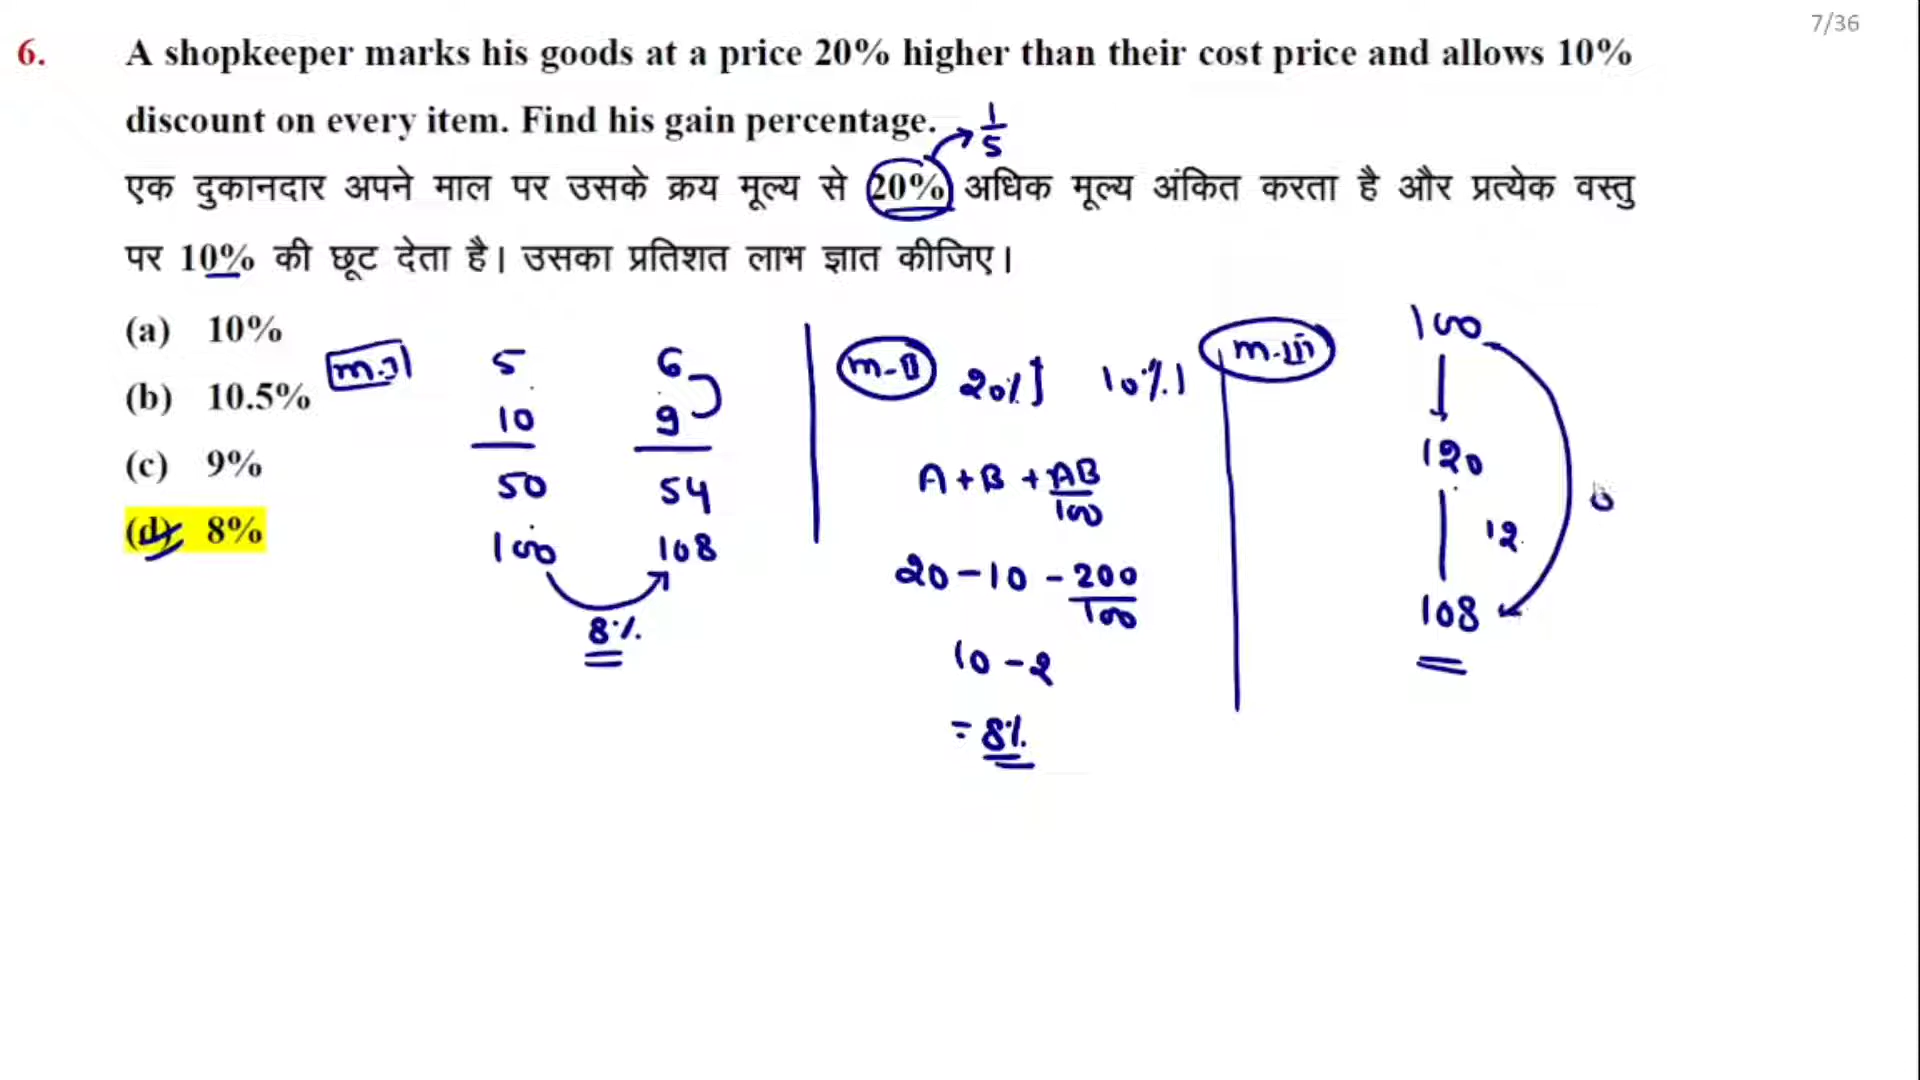 7/36
6. A shopkeeper marks his goods at a price 20% higher than their cost price and allows 10%
discount on every item. Find his gain percentage.
1/5
एक दुकानदार अपने माल पर उसके क्रय मूल्य से 20% अधिक मूल्य अंकित करता है और प्रत्येक वस्तु
पर 10% की छूट देता है। उसका प्रतिशत लाभ ज्ञात कीजिए।
(a) 10%
(b) 10.5%
(c) 9%
(d) 8%
5 6
10 9
50 54
100 108
8%
m-II 20% 10%
A+B+AB/100
20-10-200/100
10-2
=8%
m-III
100
120
12
108